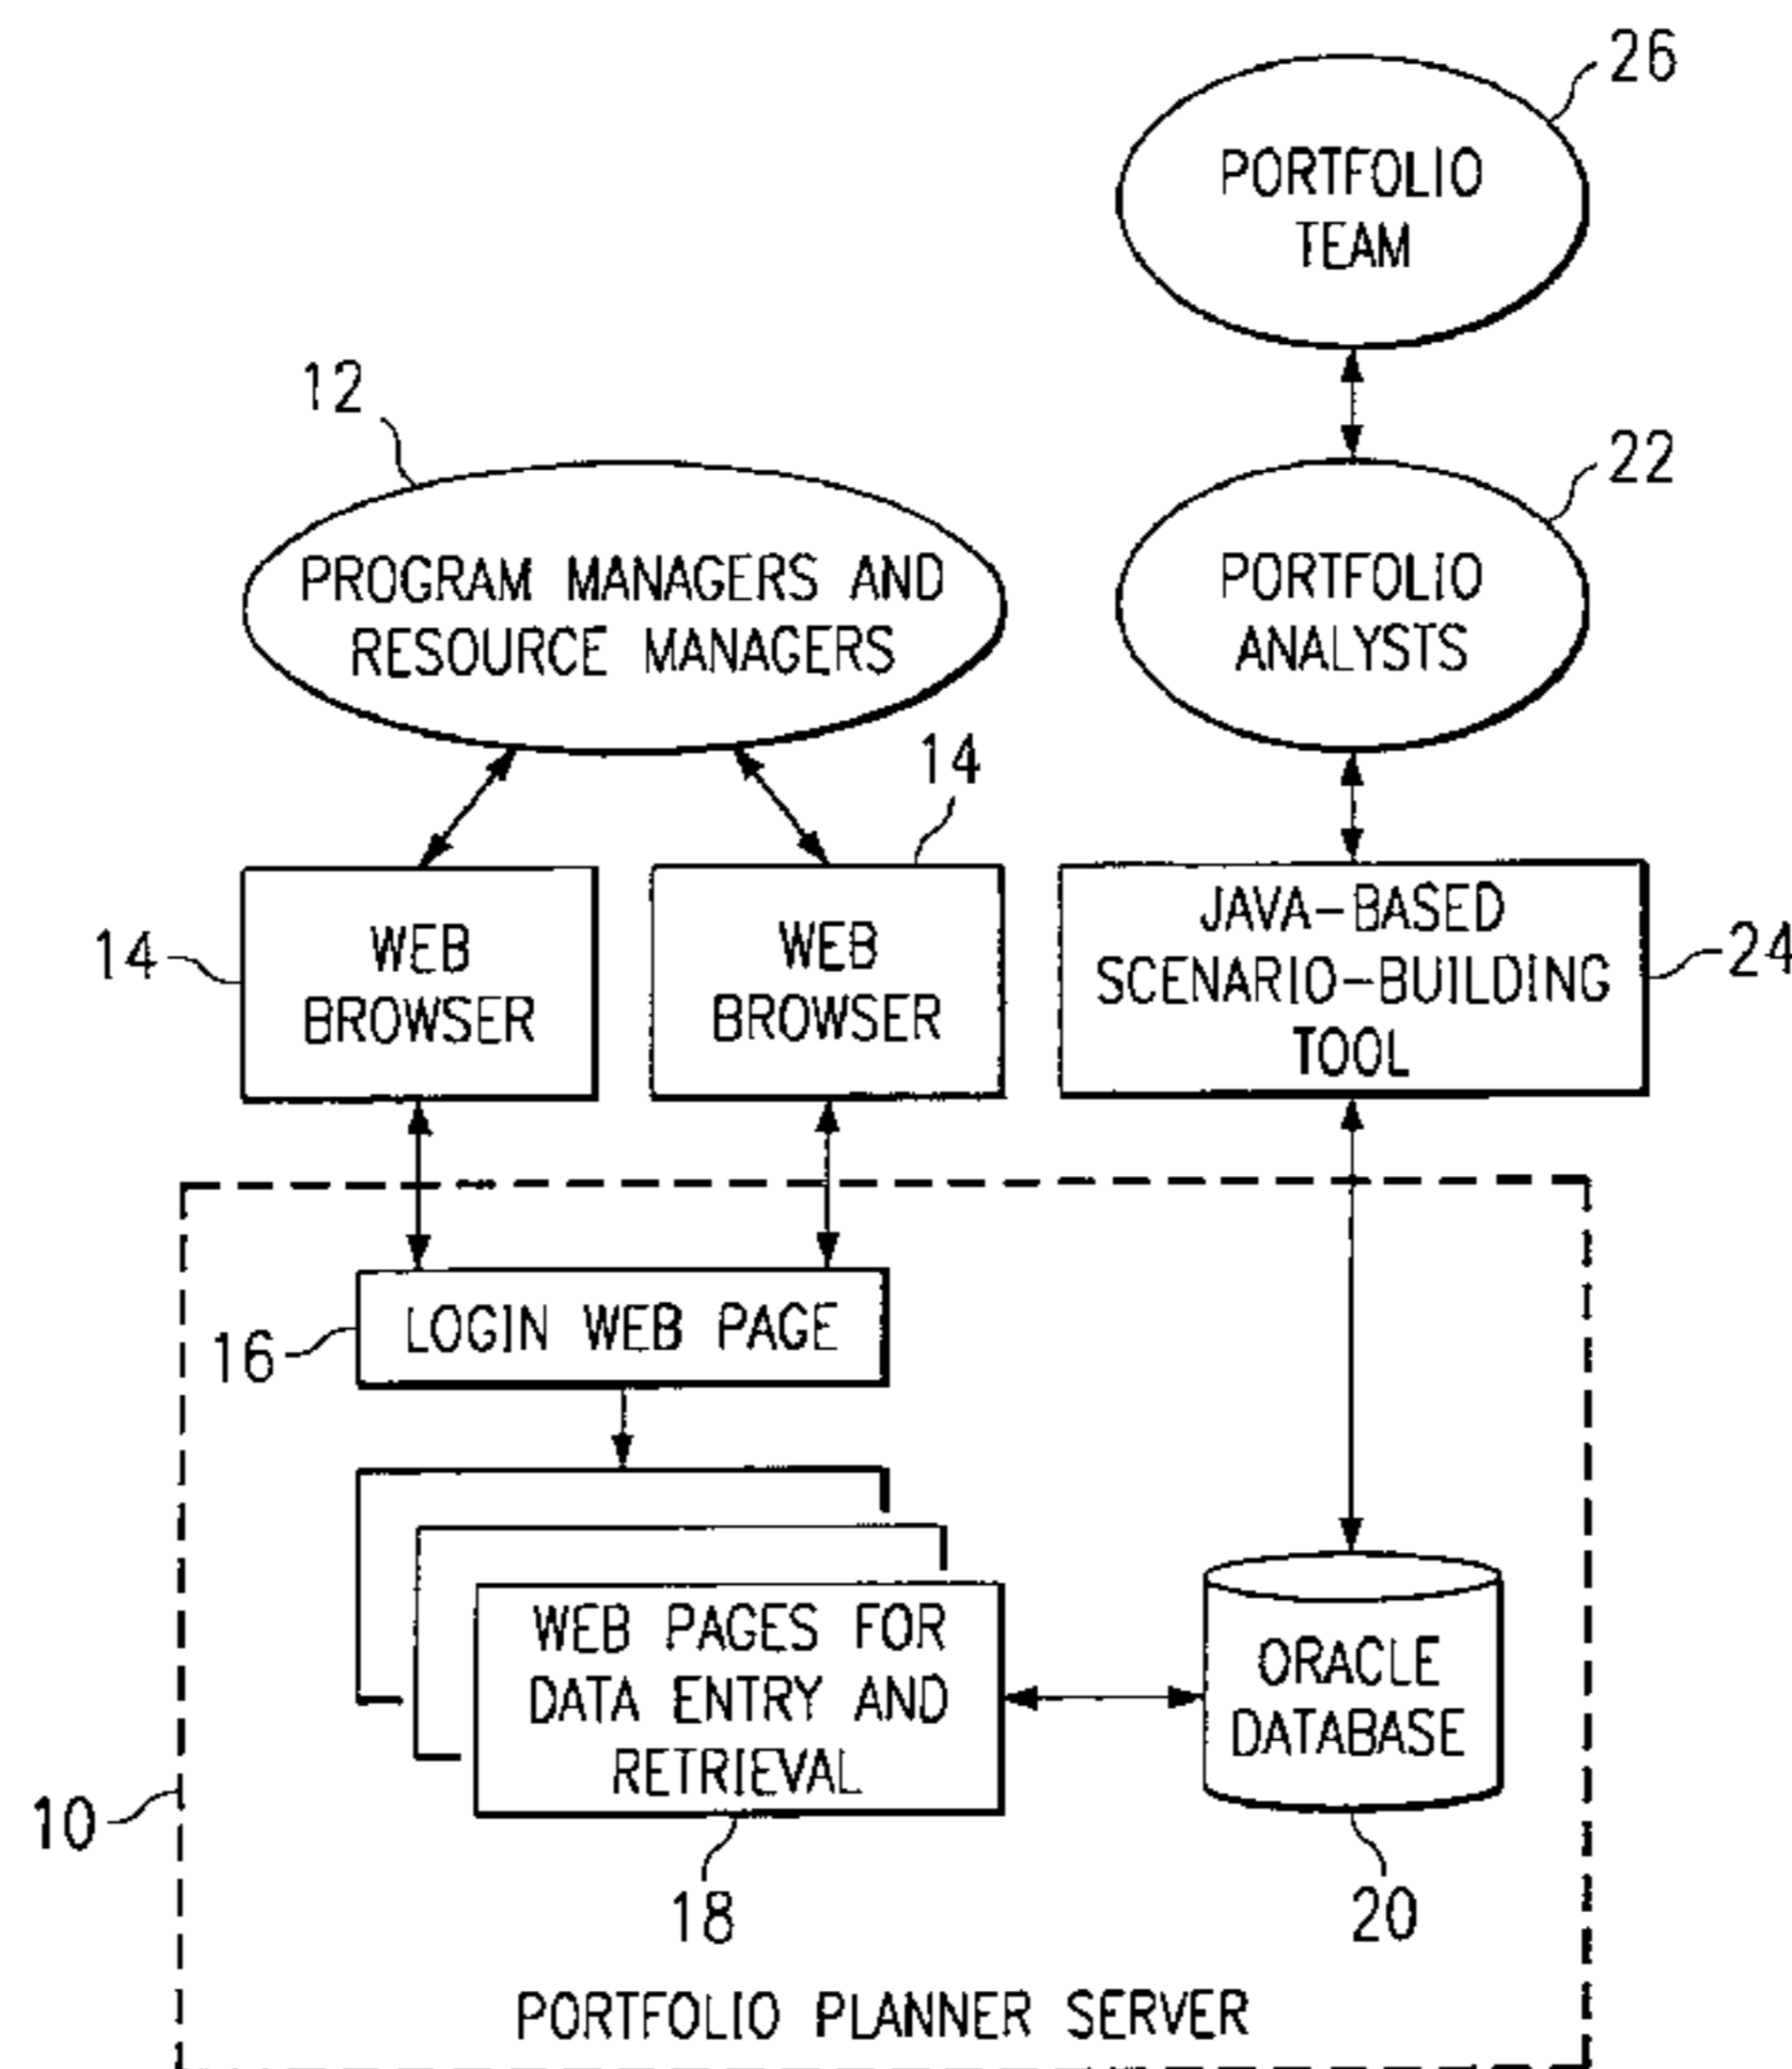 26
PORTFOLIO
TEAM
12
22
PROGRAM MANAGERS AND
RESOURCE MANAGERS
PORTFOLIO
ANALYSTS
14
14
WEB
BROWSER
WEB
BROWSER
JAVA-BASED
SCENARIO-BUILDING
TOOL
24
16
LOGIN WEB PAGE
WEB PAGES FOR
DATA ENTRY AND
RETRIEVAL
ORACLE
DATABASE
10
18
20
PORTFOLIO PLANNER SERVER